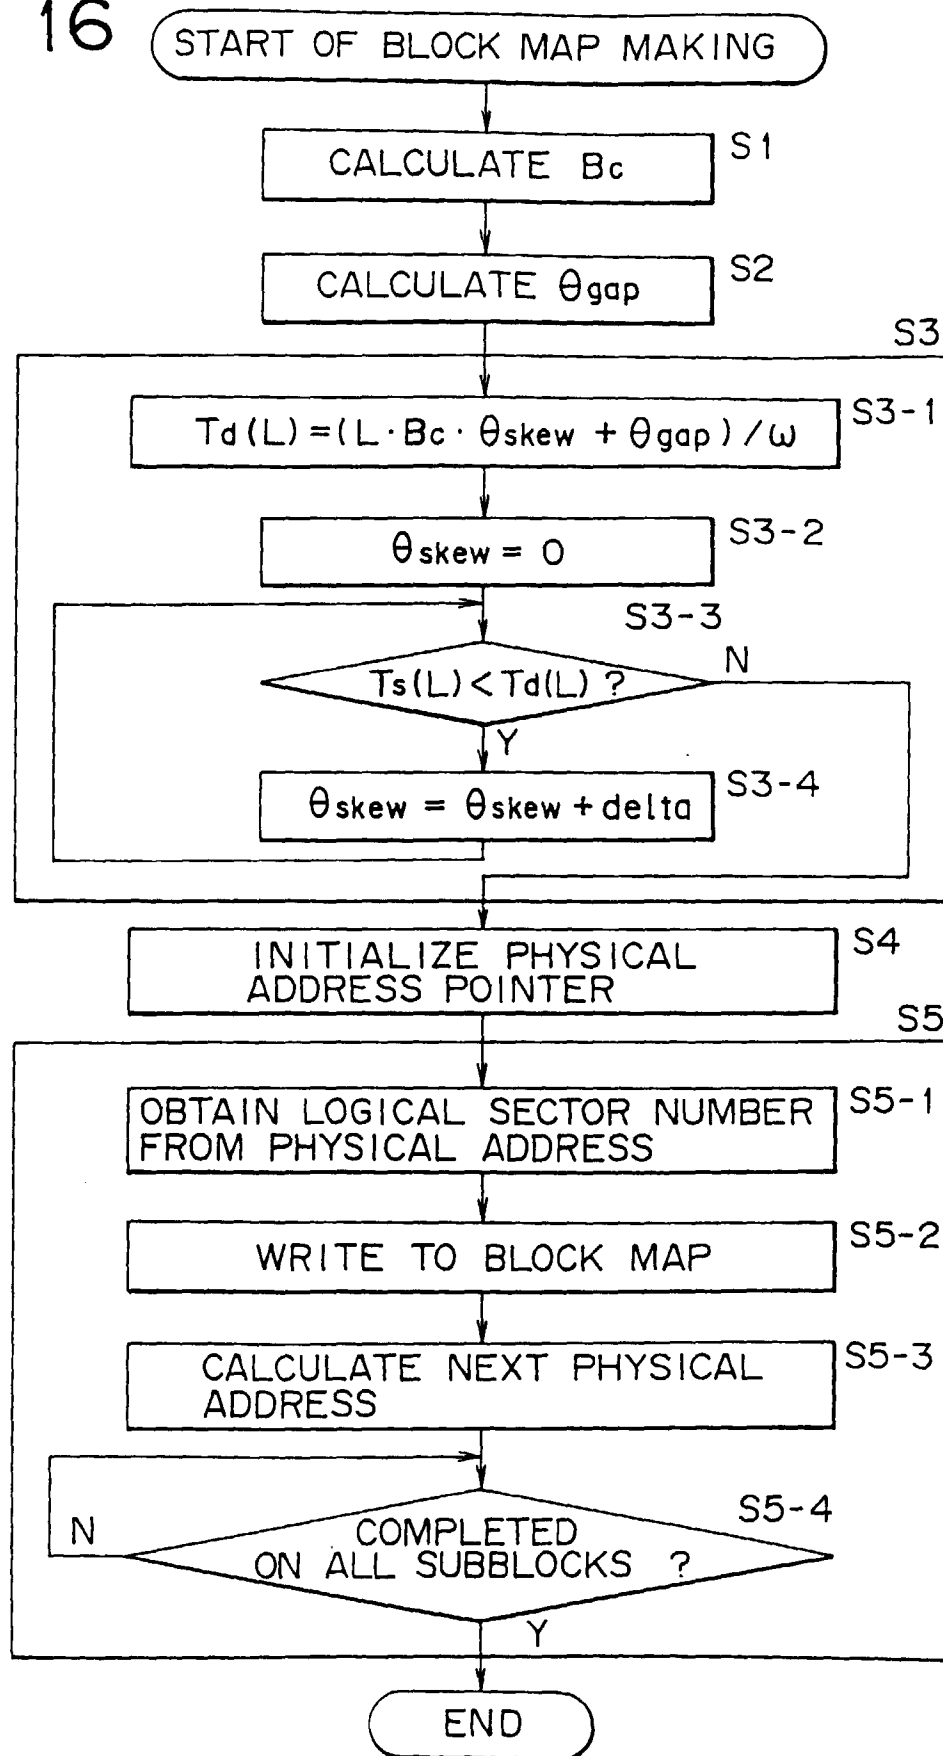 16
START OF BLOCK MAP MAKING
S1
CALCULATE Bc
S2
CALCULATE θgap
S3
S3-1
Td(L)=(L·Bc·θskew+θgap)/ω
S3-2
θskew = 0
S3-3
N
Ts(L)<Td(L) ?
Y
S3-4
θskew = θskew+delta
S4
INITIALIZE PHYSICAL
ADDRESS POINTER
S5
S5-1
OBTAIN LOGICAL SECTOR NUMBER
FROM PHYSICAL ADDRESS
S5-2
WRITE TO BLOCK MAP
S5-3
CALCULATE NEXT PHYSICAL
ADDRESS
S5-4
N
COMPLETED
ON ALL SUBBLOCKS ?
Y
END